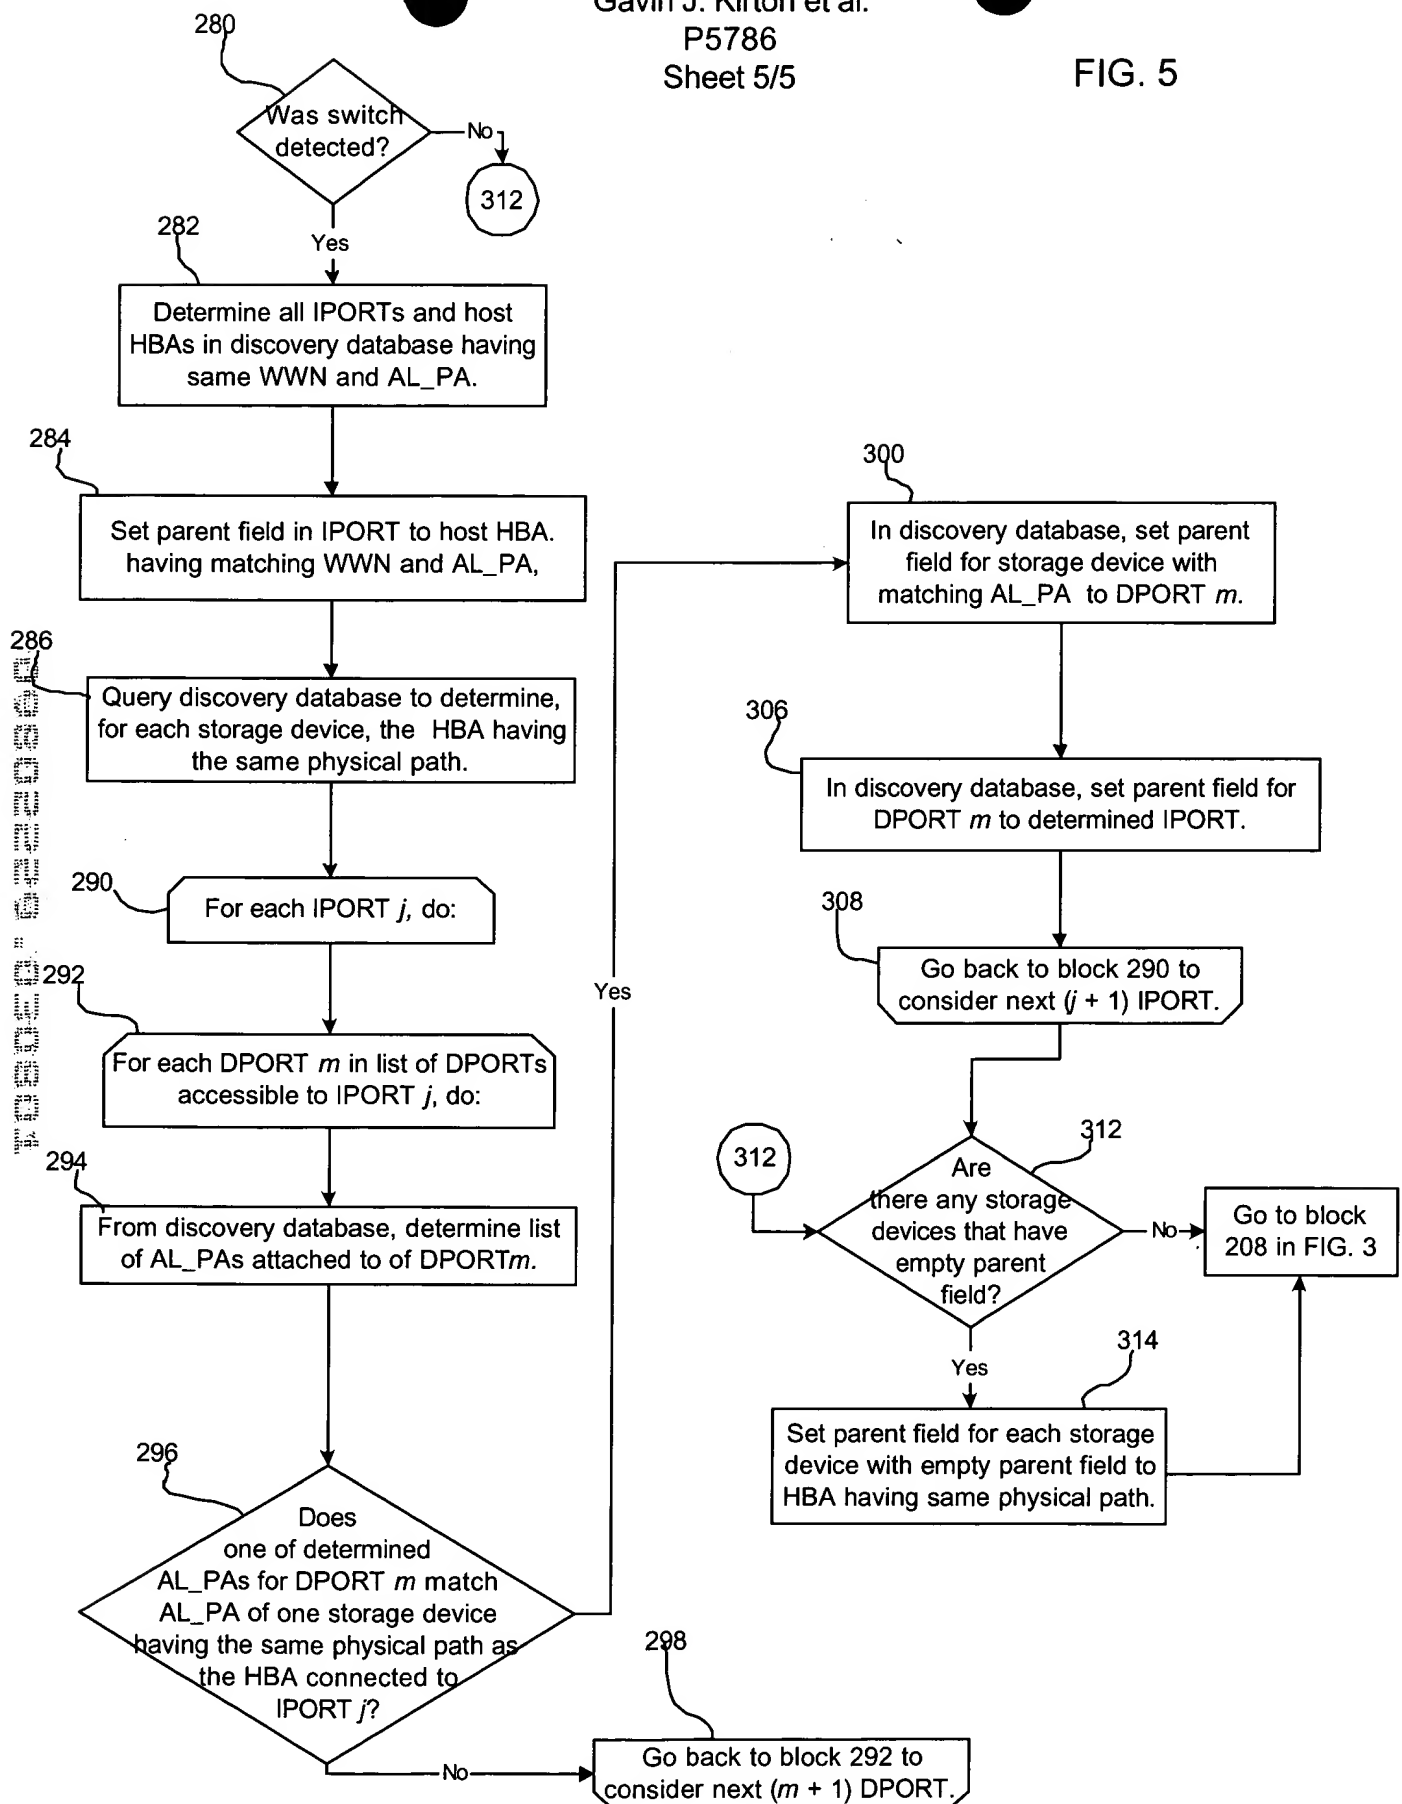 Gavin J. Kirton et al.
P5786
Sheet 5/5
FIG. 5
280
Was switch
detected?
No
312
Yes
282
Determine all IPORTs and host
HBAs in discovery database having
same WWN and AL_PA.
284
Set parent field in IPORT to host HBA.
having matching WWN and AL_PA,
286
Query discovery database to determine,
for each storage device, the HBA having
the same physical path.
290
For each IPORT j, do:
292
For each DPORT m in list of DPORTs
accessible to IPORT j, do:
294
From discovery database, determine list
of AL_PAs attached to of DPORTm.
296
Does
one of determined
AL_PAs for DPORT m match
AL_PA of one storage device
having the same physical path as
the HBA connected to
IPORT j?
No
298
Go back to block 292 to
consider next (m + 1) DPORT.
Yes
300
In discovery database, set parent
field for storage device with
matching AL_PA to DPORT m.
306
In discovery database, set parent field for
DPORT m to determined IPORT.
308
Go back to block 290 to
consider next (j + 1) IPORT.
312
312
Are
there any storage
devices that have
empty parent
field?
No
Go to block
208 in FIG. 3
Yes
314
Set parent field for each storage
device with empty parent field to
HBA having same physical path.